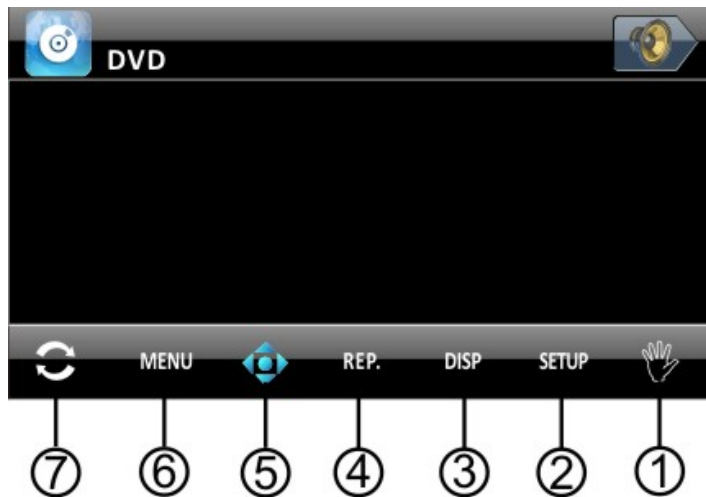 DVD
MENU REP. DISP SETUP
⑦ ⑥ ⑤ ④ ③ ② ①